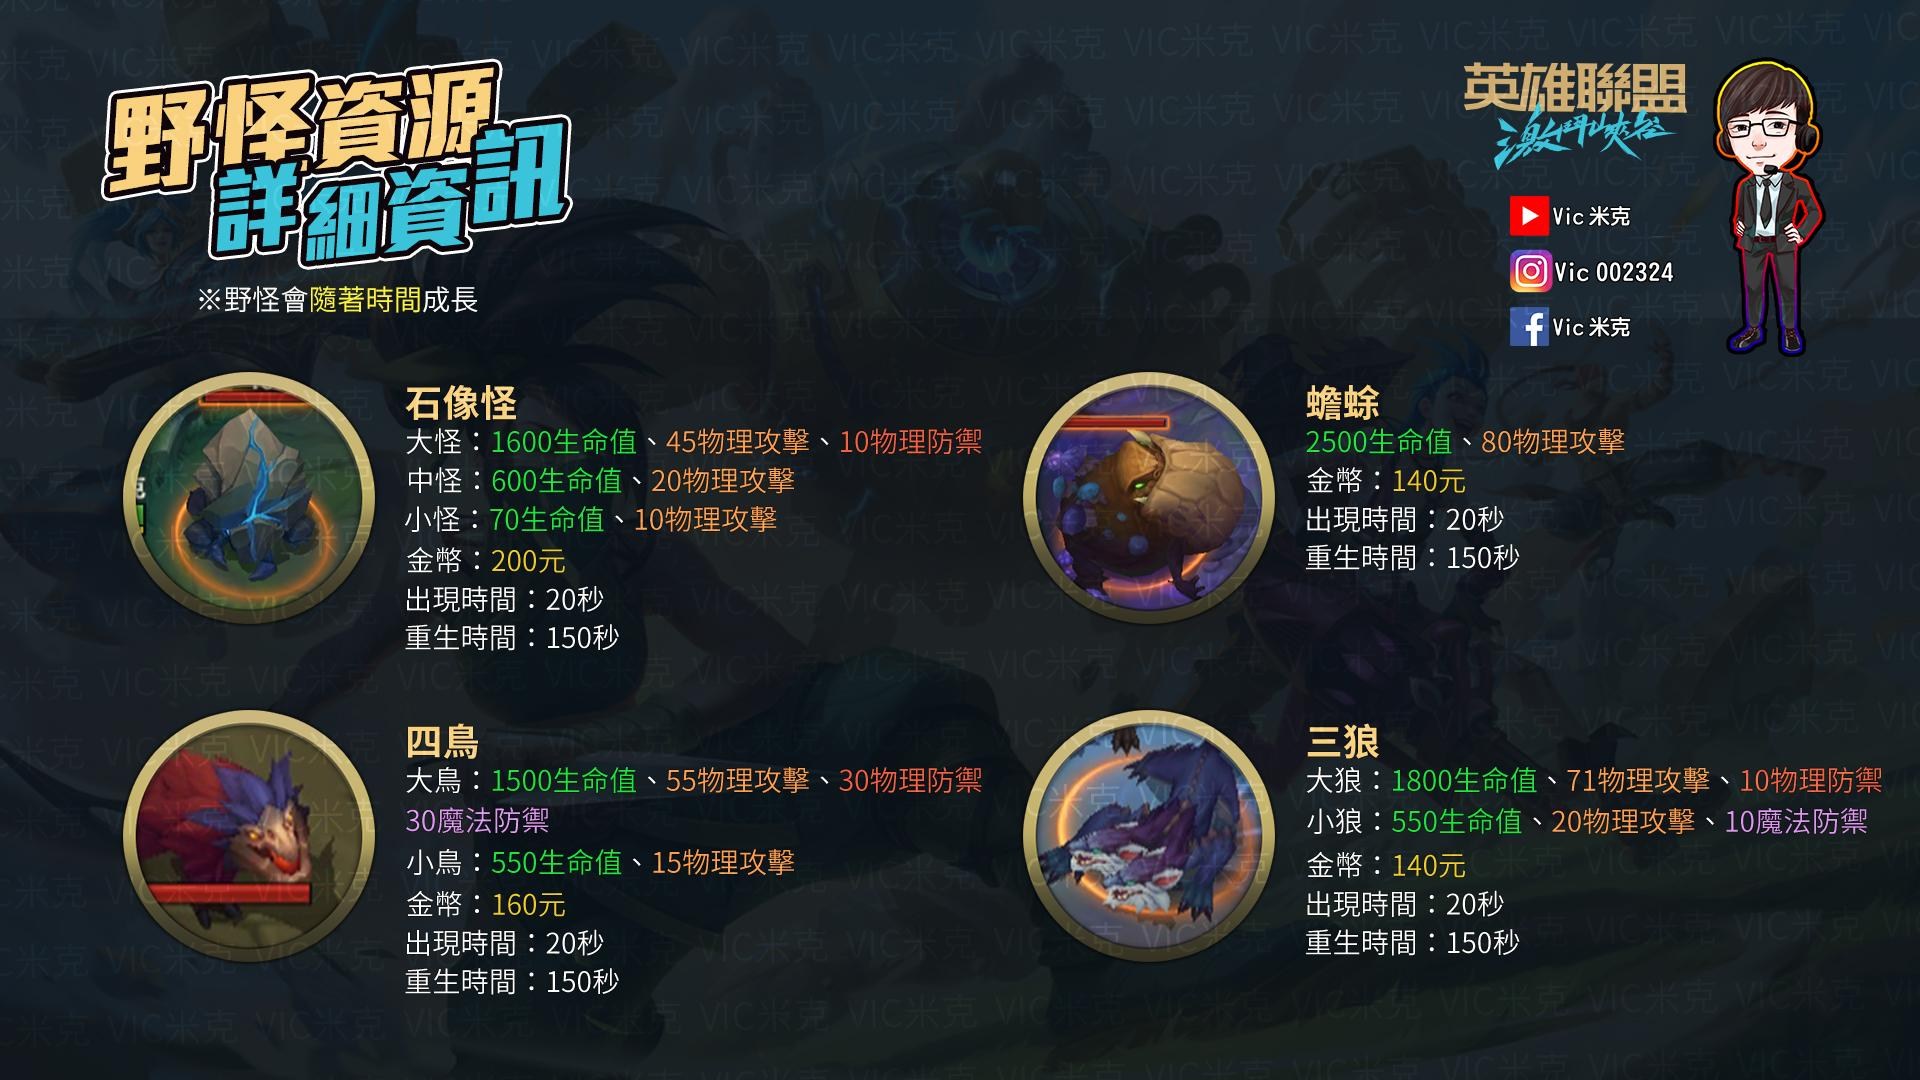 野怪資源
詳細資訊
※野怪會隨著時間成長
英雄聯盟
激鬥峽谷
Vic 米克
Vic 002324
Vic 米克
石像怪
大怪：1600生命值、45物理攻擊、10物理防禦
中怪：600生命值、20物理攻擊
小怪：70生命值、10物理攻擊
金幣：200元
出現時間：20秒
重生時間：150秒
蟾蜍
2500生命值、80物理攻擊
金幣：140元
出現時間：20秒
重生時間：150秒
四鳥
大鳥：1500生命值、55物理攻擊、30物理防禦
30魔法防禦
小鳥：550生命值、15物理攻擊
金幣：160元
出現時間：20秒
重生時間：150秒
三狼
大狼：1800生命值、71物理攻擊、10物理防禦
小狼：550生命值、20物理攻擊、10魔法防禦
金幣：140元
出現時間：20秒
重生時間：150秒